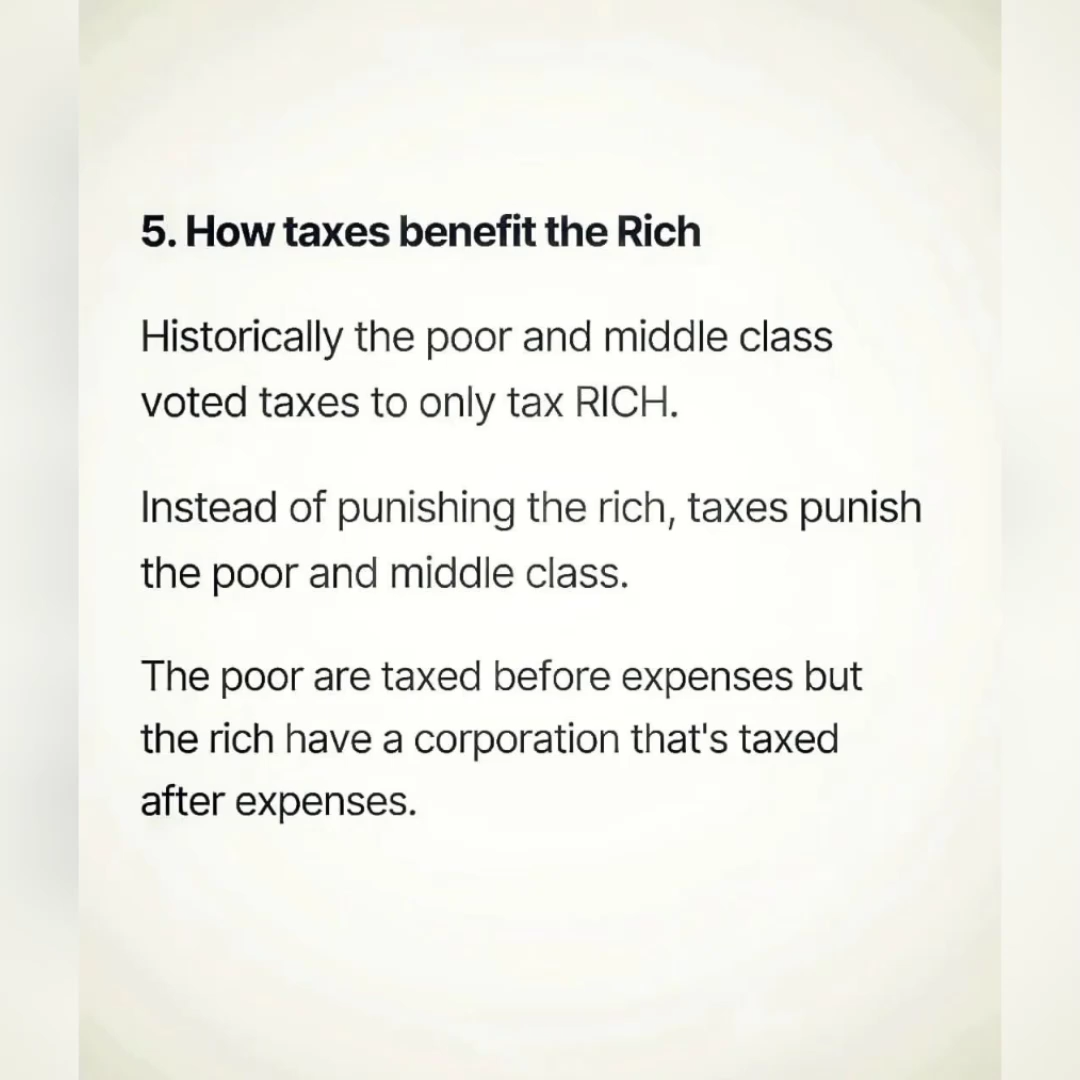 5. How taxes benefit the Rich
Historically the poor and middle class
voted taxes to only tax RICH.
Instead of punishing the rich, taxes punish
the poor and middle class.
The poor are taxed before expenses but
the rich have a corporation that's taxed
after expenses.